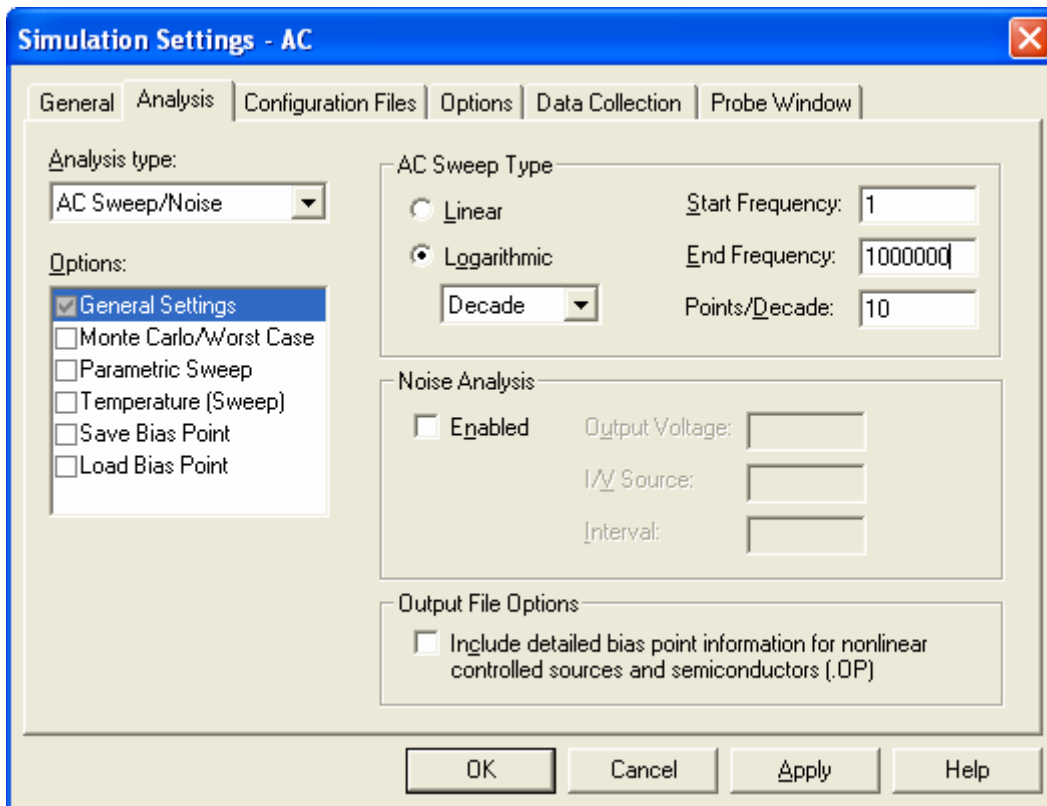 Simulation Settings - AC
General Analysis Configuration Files Options Data Collection Probe Window
Analysis type:
AC Sweep/Noise
Options:
General Settings
Monte Carlo/Worst Case
Parametric Sweep
Temperature (Sweep)
Save Bias Point
Load Bias Point
AC Sweep Type
Linear
Logarithmic
Decade
Start Frequency: 1
End Frequency: 1000000
Points/Decade: 10
Noise Analysis
Enabled
Output Voltage:
I/V Source:
Interval:
Output File Options
Include detailed bias point information for nonlinear
controlled sources and semiconductors (.OP)
OK Cancel Apply Help